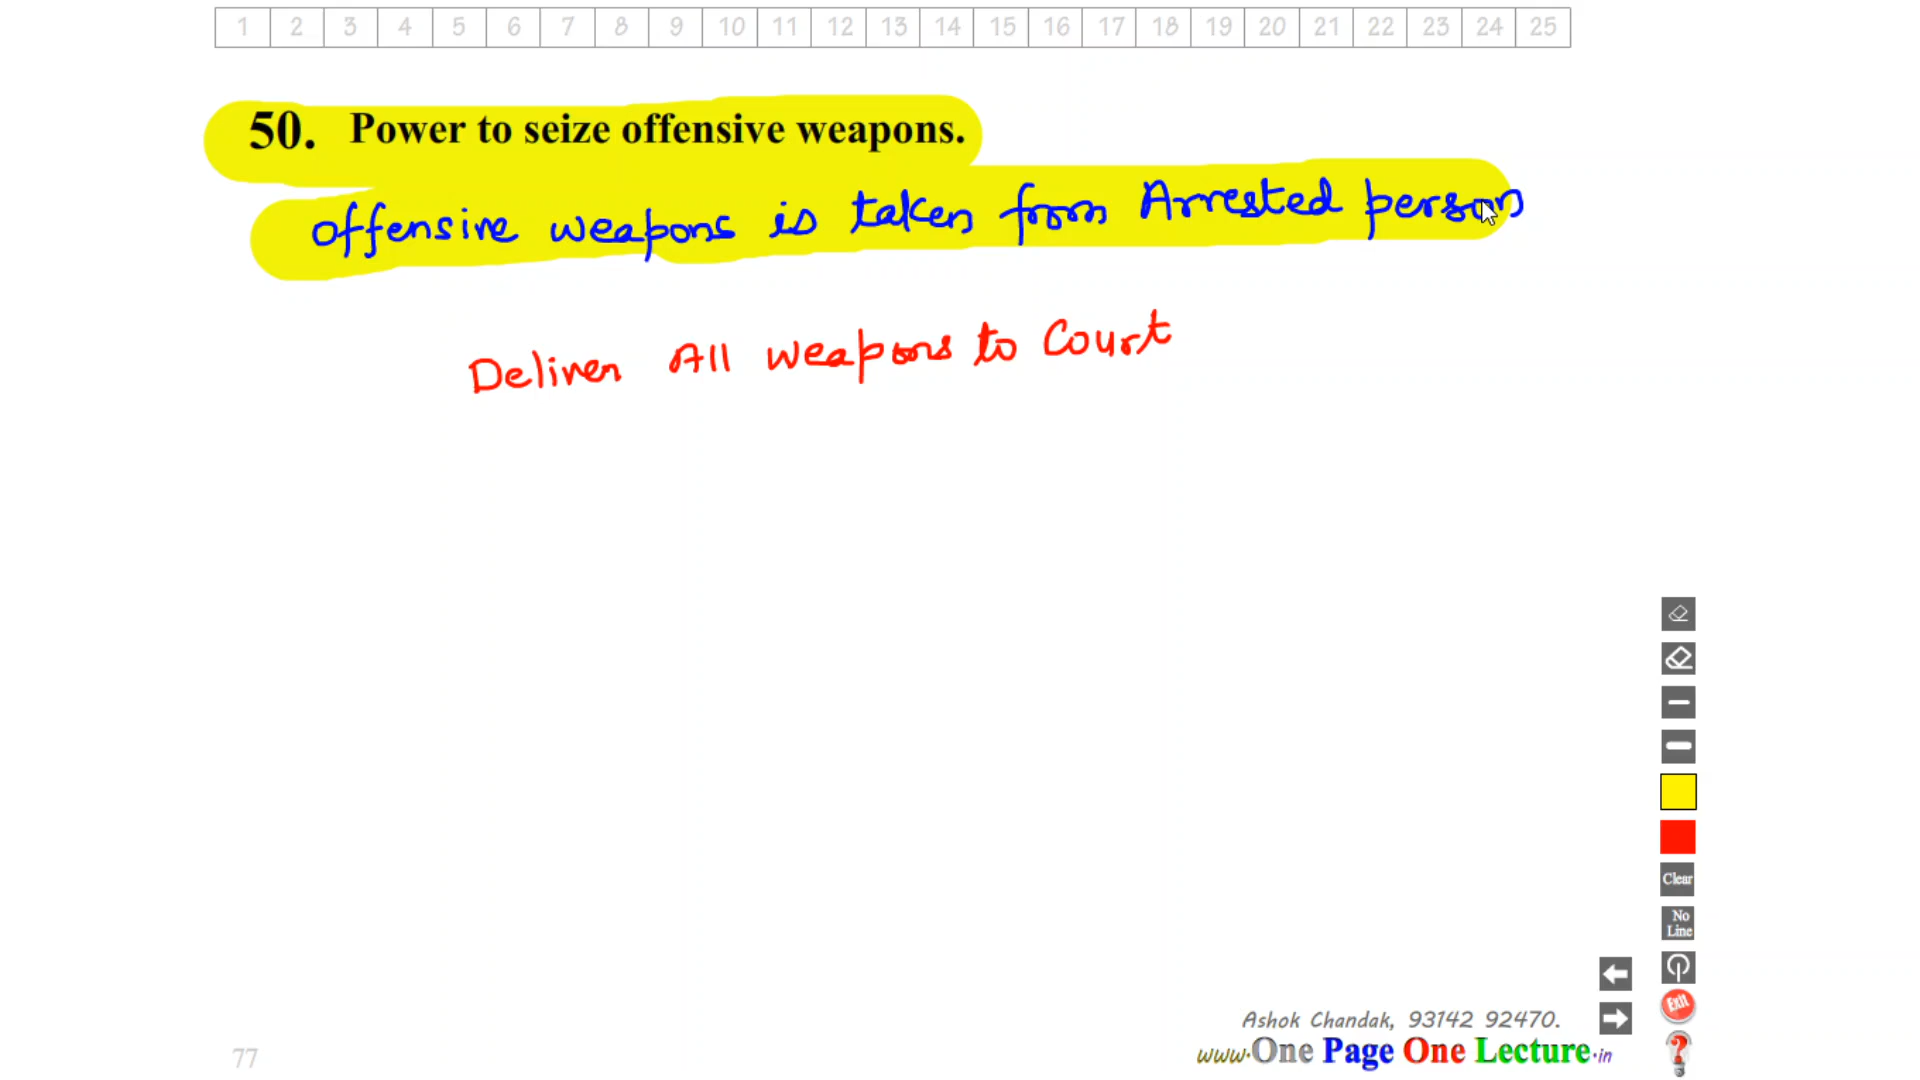 1 2 3 4 5 6 7 8 9 10 11 12 13 14 15 16 17 18 19 20 21 22 23 24 25
50. Power to seize offensive weapons.
offensive weapons is taken from Arrested person
Deliver All weapons to Court
Clear
No
Line
Exit
Ashok Chandak, 93142 92470.
www.One Page One Lecture.in
77